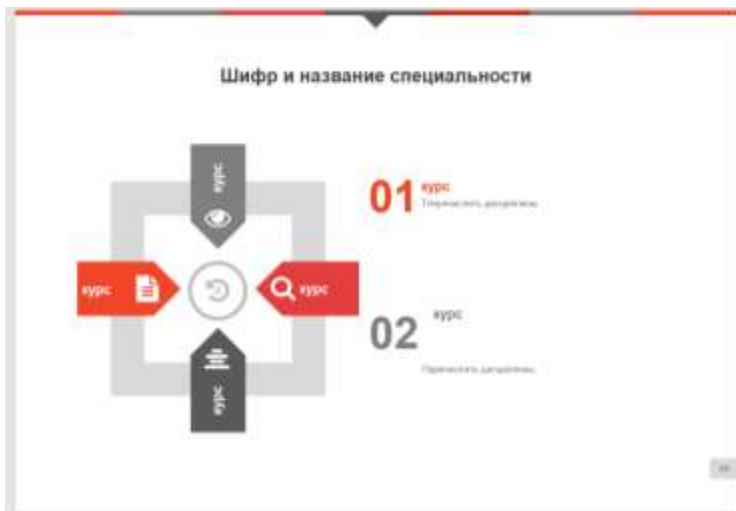 Шифр и название специальности
курс
01 курс
Перечислить дисциплины
курс
курс
02 курс
Перечислить дисциплины
курс